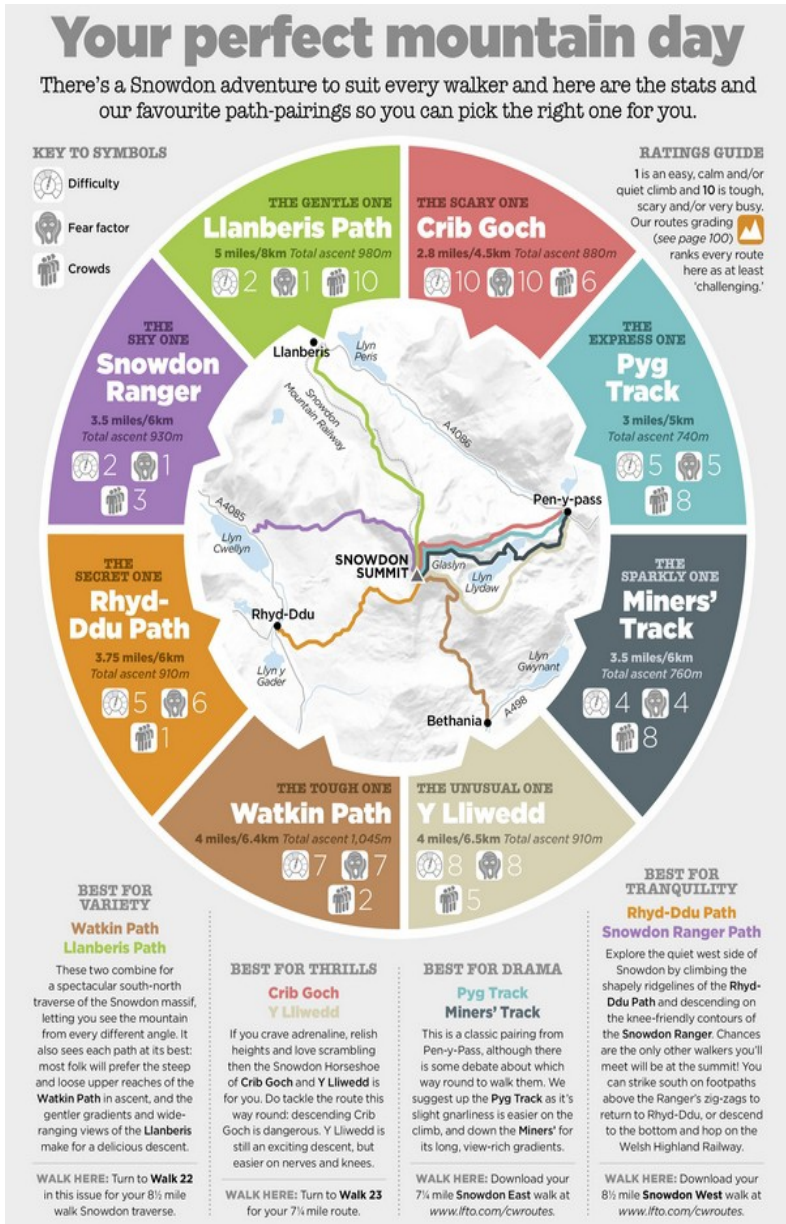 Your perfect mountain day
There's a Snowdon adventure to suit every walker and here are the stats and
our favourite path-pairings so you can pick the right one for you.
KEY TO SYMBOLS
Difficulty
Fear factor
Crowds
RATINGS GUIDE
1 is an easy, calm and/or
quiet climb and 10 is tough,
scary and/or very busy.
Our routes grading
(see page 100)
ranks every route
here as at least
'challenging.'
THE GENTLE ONE
Llanberis Path
5 miles/8km Total ascent 980m
2 1 10
THE SCARY ONE
Crib Goch
2.8 miles/4.5km Total ascent 880m
10 10 6
THE
SHY ONE
Snowdon
Ranger
3.5 miles/6km
Total ascent 930m
2 1
3
THE
EXPRESS ONE
Pyg
Track
3 miles/5km
Total ascent 740m
5 5
8
Llanberis
Llyn
Peris
Snowdon
Mountain Railway
A4086
Pen-y-pass
A4085
Llyn
Cwellyn
SNOWDON
SUMMIT
Glaslyn
Llyn
Llydaw
Rhyd-Ddu
Llyn y
Gader
Llyn
Gwynant
Bethania
A498
THE
SECRET ONE
Rhyd-
Ddu Path
3.75 miles/6km
Total ascent 910m
5 6
1
THE
SPARKLY ONE
Miners'
Track
3.5 miles/6km
Total ascent 760m
4 4
8
THE TOUGH ONE
Watkin Path
4 miles/6.4km Total ascent 1,045m
7 7
2
THE UNUSUAL ONE
Y Lliwedd
4 miles/6.5km Total ascent 910m
8 8
5
BEST FOR
VARIETY
Watkin Path
Llanberis Path
These two combine for
a spectacular south-north
traverse of the Snowdon massif,
letting you see the mountain
from every different angle. It
also sees each path at its best:
most folk will prefer the steep
and loose upper reaches of the
Watkin Path in ascent, and the
gentler gradients and wide-
ranging views of the Llanberis
make for a delicious descent.
WALK HERE: Turn to Walk 22
in this issue for your 8½ mile
walk Snowdon traverse.
BEST FOR THRILLS
Crib Goch
Y Lliwedd
If you crave adrenaline, relish
heights and love scrambling
then the Snowdon Horseshoe
of Crib Goch and Y Lliwedd is
for you. Do tackle the route this
way round: descending Crib
Goch is dangerous. Y Lliwedd is
still an exciting descent, but
easier on nerves and knees.
WALK HERE: Turn to Walk 23
for your 7¼ mile route.
BEST FOR DRAMA
Pyg Track
Miners' Track
This is a classic pairing from
Pen-y-Pass, although there
is some debate about which
way round to walk them. We
suggest up the Pyg Track as it's
slight gnarliness is easier on the
climb, and down the Miners' for
its long, view-rich gradients.
WALK HERE: Download your
7¼ mile Snowdon East walk at
www.lfto.com/cwroutes.
BEST FOR
TRANQUILITY
Rhyd-Ddu Path
Snowdon Ranger Path
Explore the quiet west side of
Snowdon by climbing the
shapely ridgelines of the Rhyd-
Ddu Path and descending on
the knee-friendly contours of
the Snowdon Ranger. Chances
are the only other walkers you'll
meet will be at the summit! You
can strike south on footpaths
above the Ranger's zig-zags to
return to Rhyd-Ddu, or descend
to the bottom and hop on the
Welsh Highland Railway.
WALK HERE: Download your
8½ mile Snowdon West walk at
www.lfto.com/cwroutes.